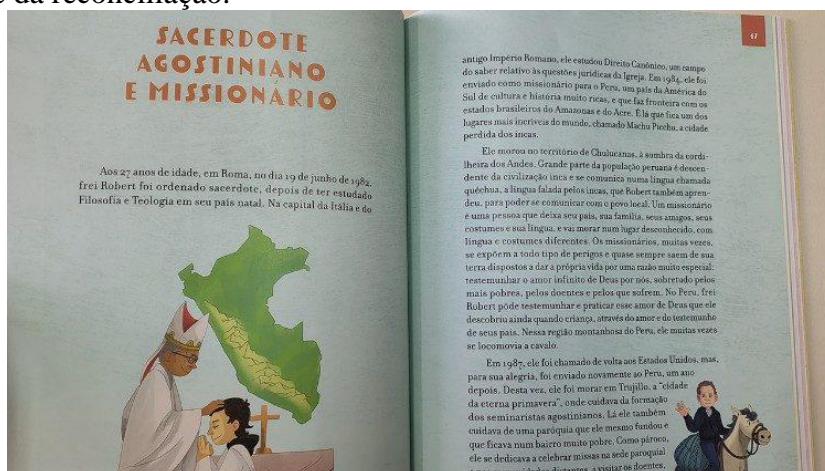 da reconciliação.
SACERDOTE
AGOSTINIANO
E MISSIONÁRIO
Aos 27 anos de idade, em Roma, no dia 19 de junho de 1982,
frei Robert foi ordenado sacerdote, depois de ter estudado
Filosofia e Teologia em seu país natal. Na capital da Itália e do
17
antigo Império Romano, ele estudou Direito Canônico, um campo
do saber relativo às questões jurídicas da Igreja. Em 1984, ele foi
enviado como missionário para o Peru, um país da América do
Sul de cultura e história muito ricas, e que faz fronteira com os
estados brasileiros do Amazonas e do Acre. É lá que fica um dos
lugares mais incríveis do mundo, chamado Machu Picchu, a cidade
perdida dos incas.
Ele morou no território de Chulucanas, à sombra da cordi-
lheira dos Andes. Grande parte da população peruana é descen-
dente da civilização inca e se comunica numa língua chamada
quéchua, a língua falada pelos incas, que Robert também apren-
deu, para poder se comunicar com o povo local. Um missionário
é uma pessoa que deixa seu país, sua família, seus amigos, seus
costumes e sua língua, e vai morar num lugar desconhecido, com
língua e costumes diferentes. Os missionários, muitas vezes,
se expõem a todo tipo de perigos e quase sempre saem de sua
terra dispostos a dar a própria vida por uma razão muito especial:
testemunhar o amor infinito de Deus por nós, sobretudo pelos
mais pobres, pelos doentes e pelos que sofrem. No Peru, frei
Robert pôde testemunhar e praticar esse amor de Deus que ele
descobriu ainda quando criança, através do amor e do testemunho
de seus pais. Nessa região montanhosa do Peru, ele muitas vezes
se locomovia a cavalo.
Em 1987, ele foi chamado de volta aos Estados Unidos, mas,
para sua alegria, foi enviado novamente ao Peru, um ano
depois. Desta vez, ele foi morar em Trujillo, a "cidade
da eterna primavera", onde cuidava da formação
dos seminaristas agostinianos. Lá ele também
cuidava de uma paróquia que ele mesmo fundou e
que ficava num bairro muito pobre. Como pároco,
ele se dedicava a celebrar missas na sede paroquial
distantes, a visitar os doentes,